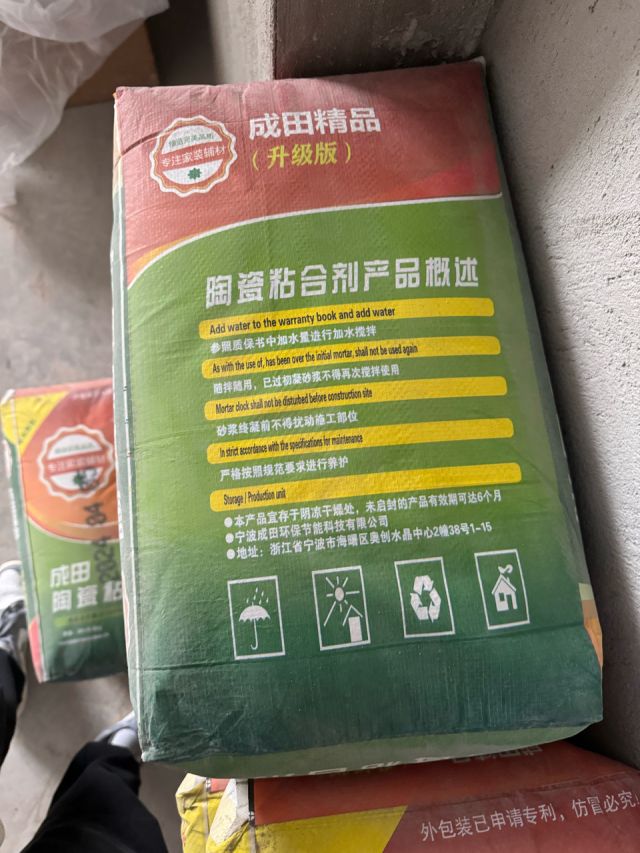 专注家装辅材
成田精品
（升级版）
陶瓷粘合剂产品概述
Add water to the warranty book and add water
参照质保书中加水量进行加水搅拌
As with the use of, has been over the initial mortar, shall not be used again
随拌随用，已过初凝砂浆不得再次搅拌使用
Mortar clock shall not be disturbed before construction site
砂浆终凝前不得扰动施工部位
In strict accordance with the specifications for maintenance
严格按照规范要求进行养护
Storage / Production unit
●本产品宜存于阴凉干燥处，未启封的产品有效期可达6个月
●宁波成田环保节能科技有限公司
●地址：浙江省宁波市海曙区奥创水晶中心2幢38号1-15
专注家装辅材
成田
陶瓷粘
外包装已申请专利，仿冒必究